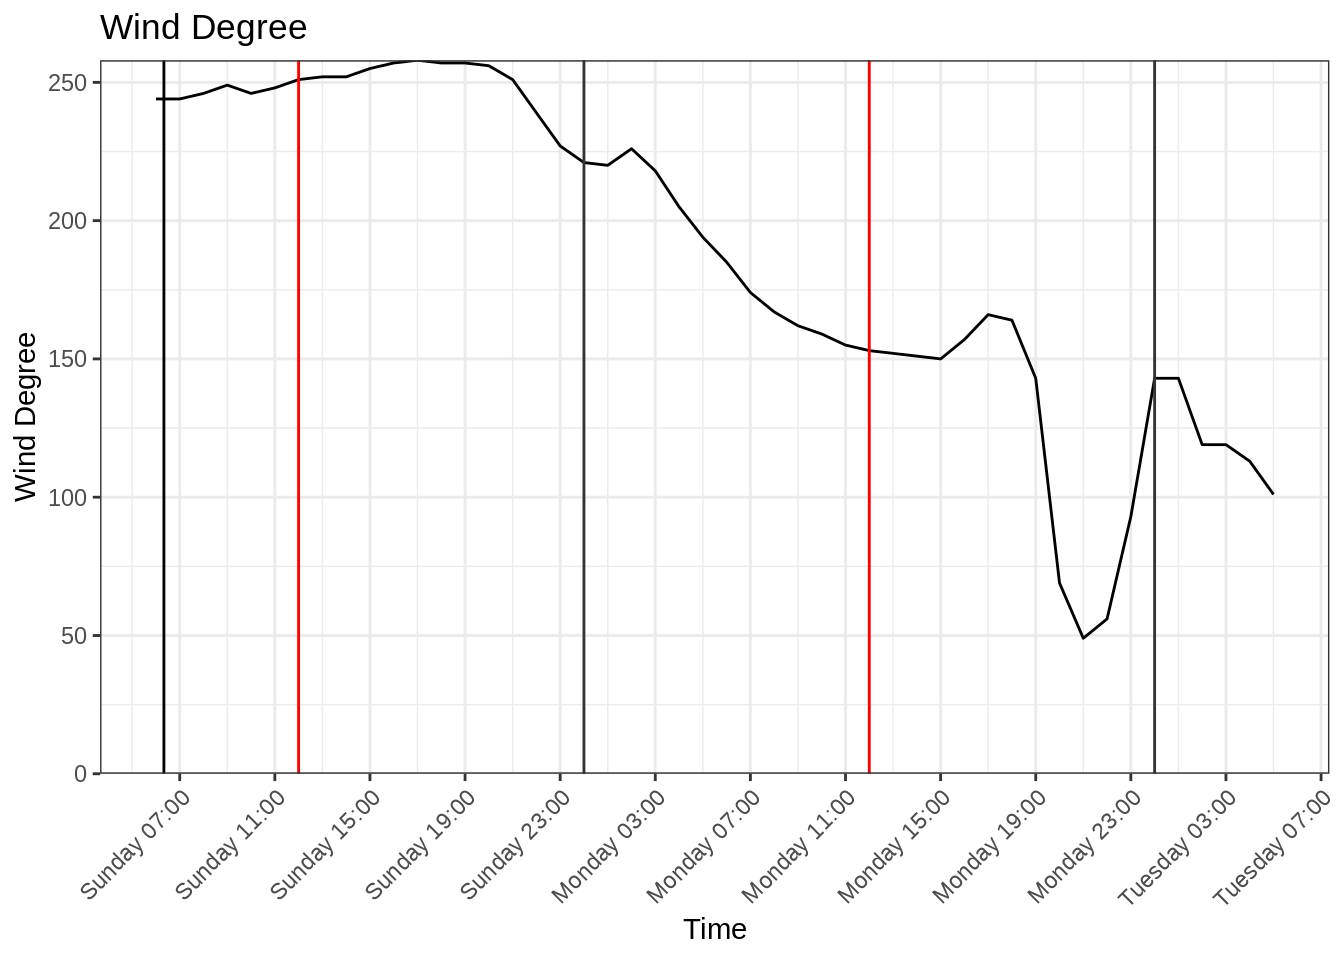 Wind Degree
Wind Degree
250
200
150
100
50
0
Sunday 07:00
Sunday 11:00
Sunday 15:00
Sunday 19:00
Sunday 23:00
Monday 03:00
Monday 07:00
Monday 11:00
Monday 15:00
Monday 19:00
Monday 23:00
Tuesday 03:00
Tuesday 07:00
Time